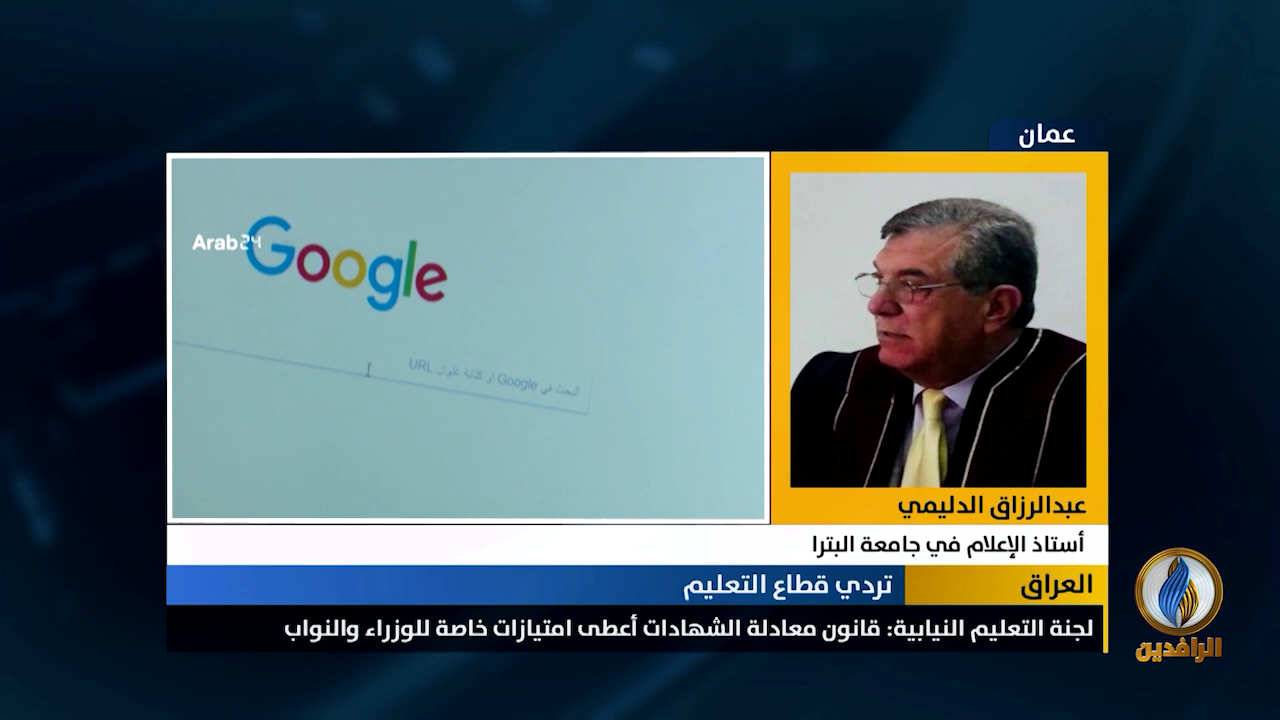 عمان
Arab24
Google
البحث في Google أو كتابة عنوان URL
عبدالرزاق الدليمي
أستاذ الإعلام في جامعة البترا
العراق
تردي قطاع التعليم
لجنة التعليم النيابية: قانون معادلة الشهادات أعطى امتيازات خاصة للوزراء والنواب
الرافدين